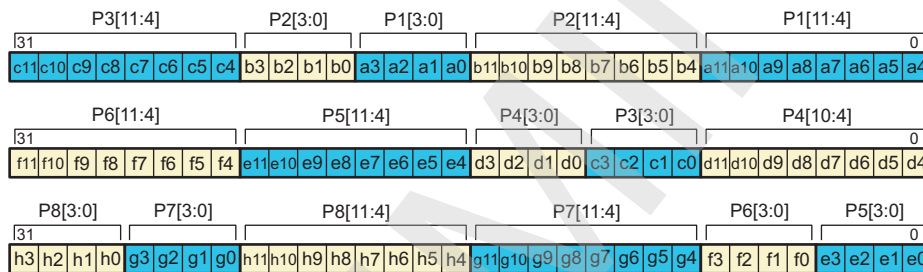 P3[11:4] P2[3:0] P1[3:0] P2[11:4] P1[11:4]
31 0
c11 c10 c9 c8 c7 c6 c5 c4 b3 b2 b1 b0 a3 a2 a1 a0 b11 b10 b9 b8 b7 b6 b5 b4 a11 a10 a9 a8 a7 a6 a5 a4
P6[11:4] P5[11:4] P4[3:0] P3[3:0] P4[10:4]
31 0
f11 f10 f9 f8 f7 f6 f5 f4 e11 e10 e9 e8 e7 e6 e5 e4 d3 d2 d1 d0 c3 c2 c1 c0 d11 d10 d9 d8 d7 d6 d5 d4
P8[3:0] P7[3:0] P8[11:4] P7[11:4] P6[3:0] P5[3:0]
31 0
h3 h2 h1 h0 g3 g2 g1 g0 h11 h10 h9 h8 h7 h6 h5 h4 g11 g10 g9 g8 g7 g6 g5 g4 f3 f2 f1 f0 e3 e2 e1 e0